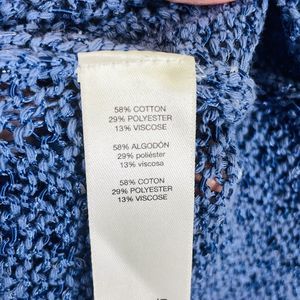 58% COTTON
29% POLYESTER
13% VISCOSE
58% ALGODÓN
29% poliéster
13% viscosa
58% COTON
29% POLYESTER
13% VISCOSE